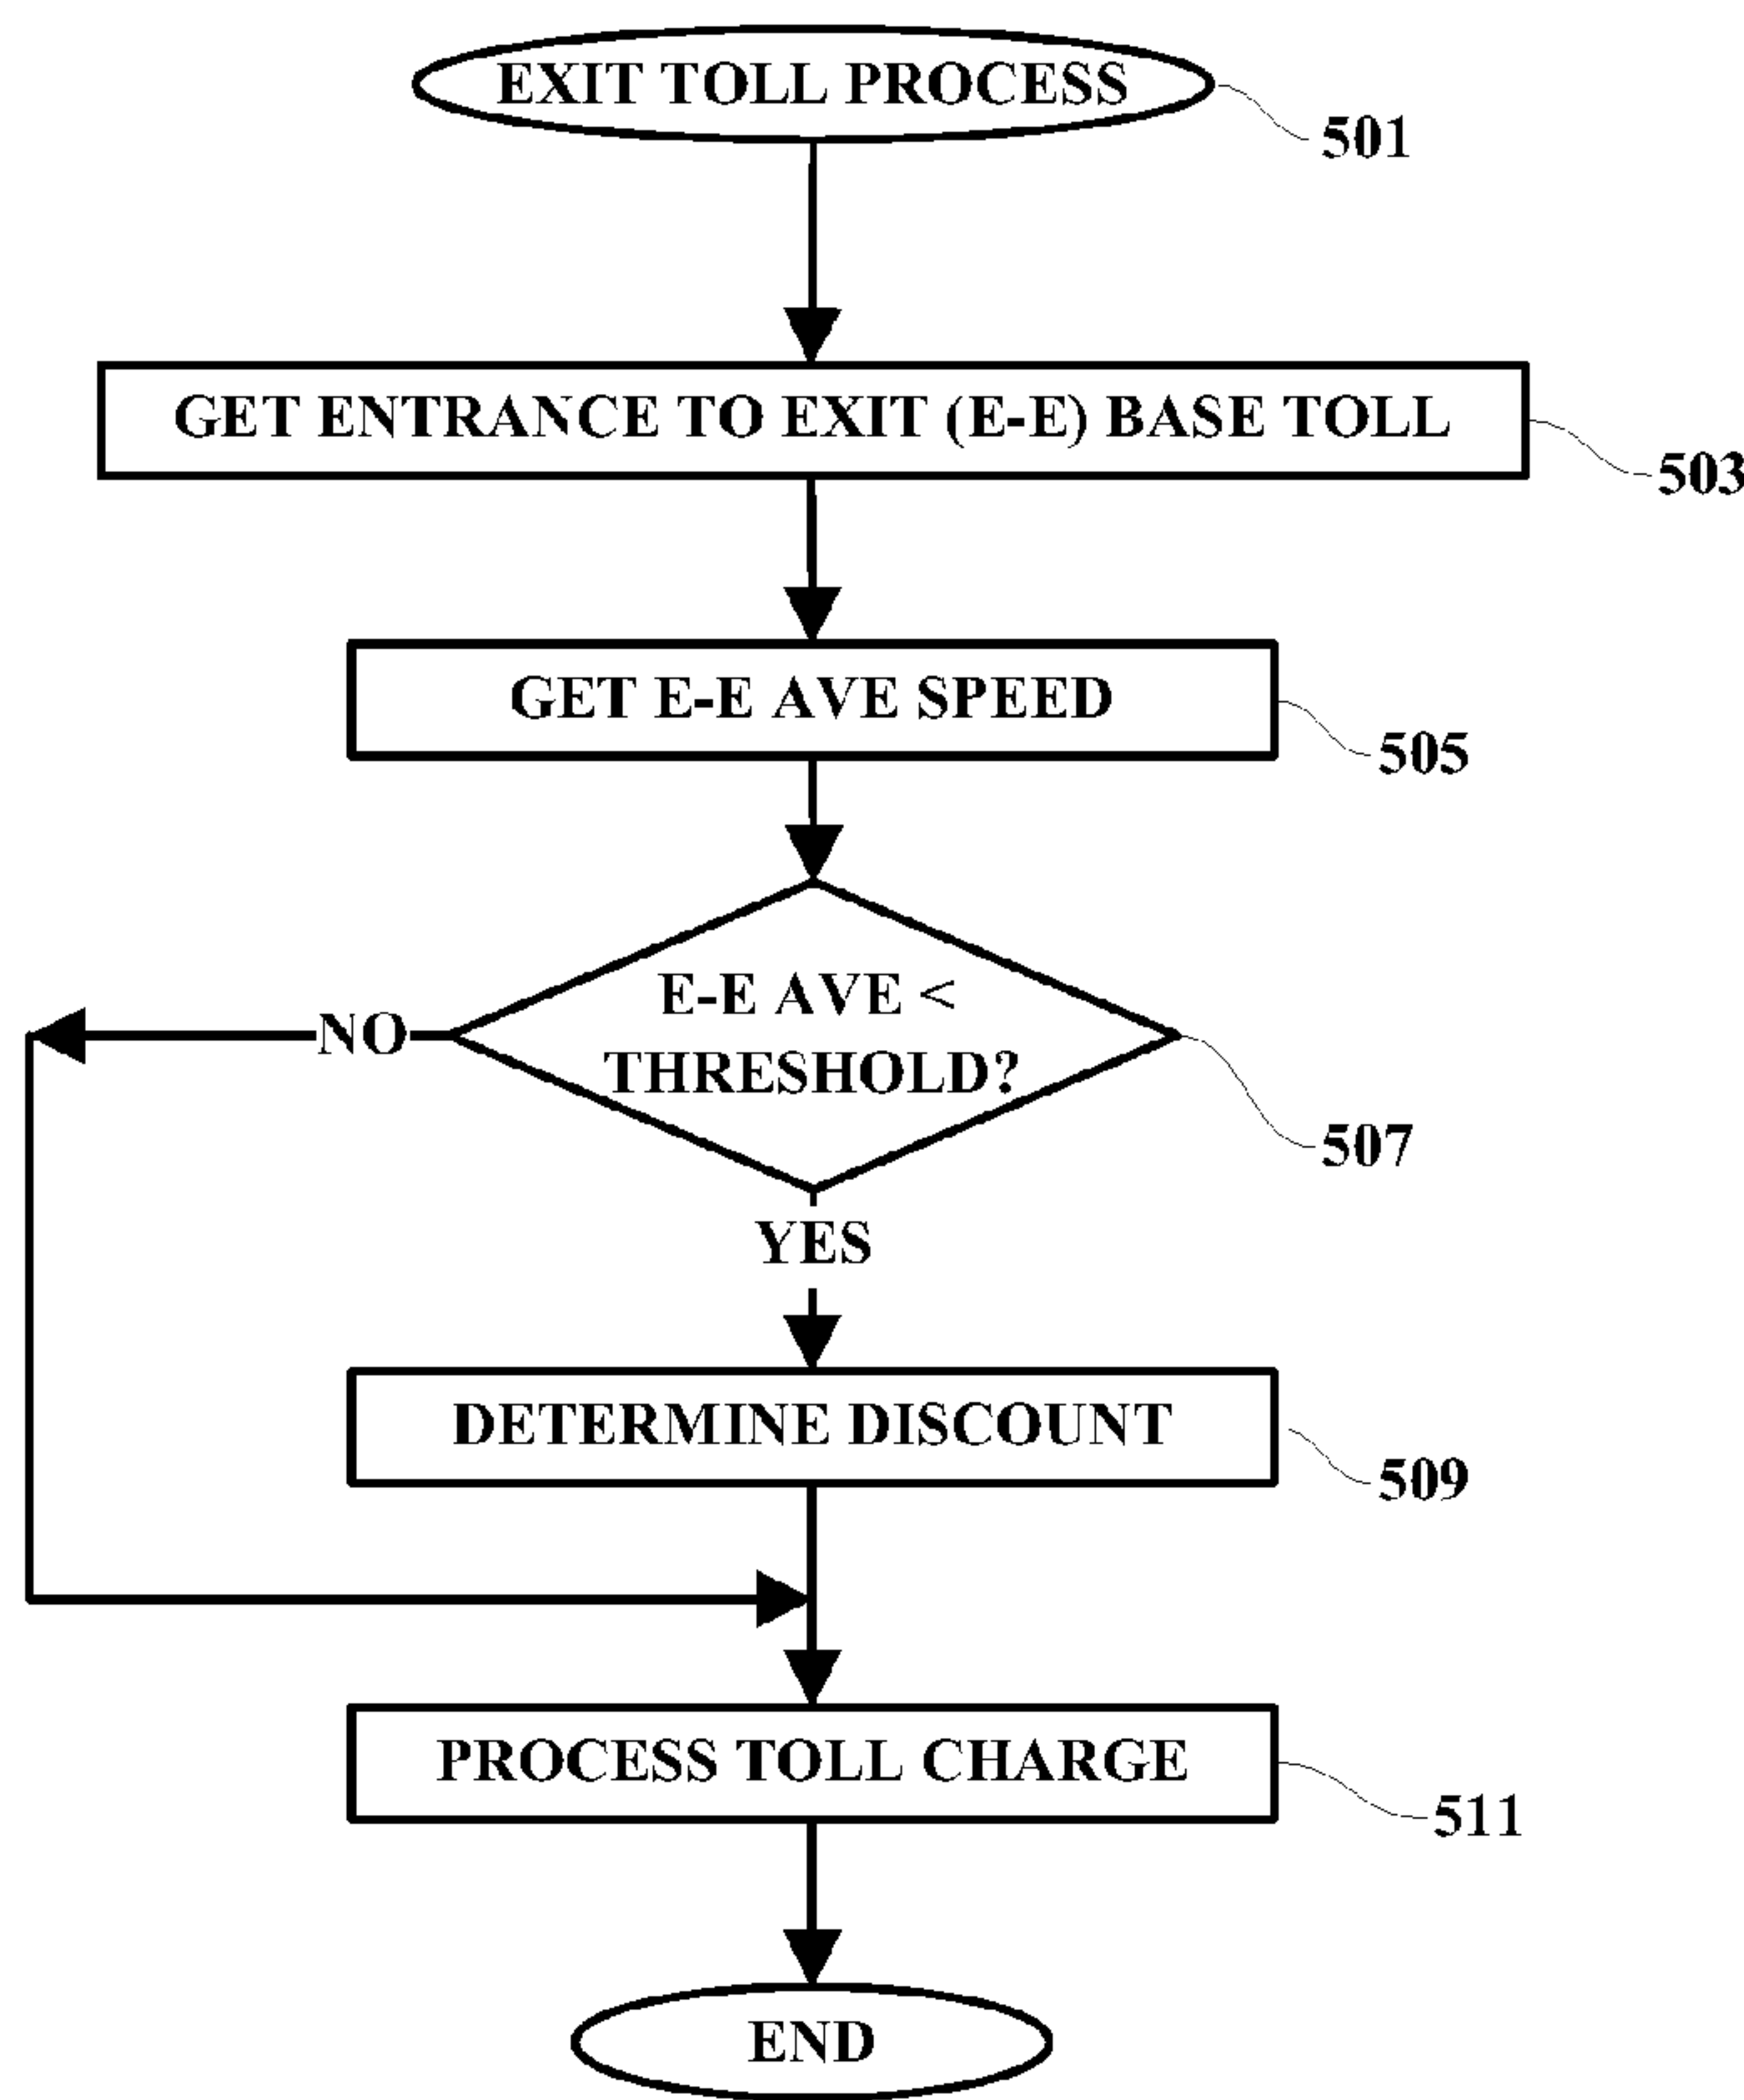 EXIT TOLL PROCESS
501
GET ENTRANCE TO EXIT (E-E) BASE TOLL
503
GET E-E AVE SPEED
505
E-E AVE <
THRESHOLD?
NO
507
YES
DETERMINE DISCOUNT
509
PROCESS TOLL CHARGE
511
END